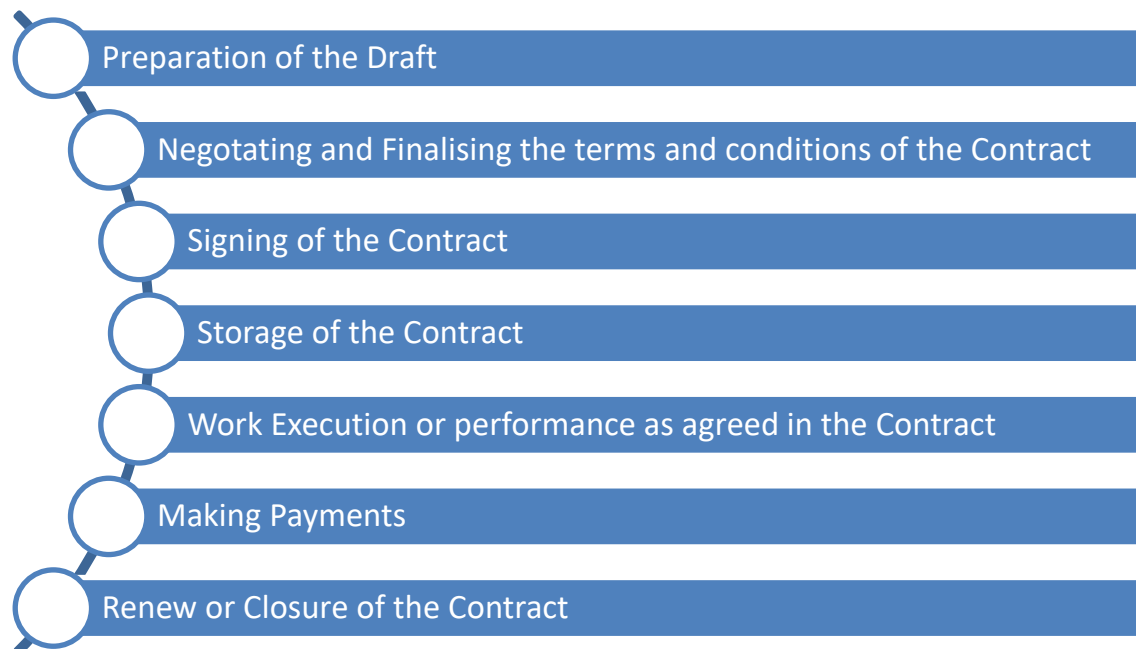 Preparation of the Draft
Negotating and Finalising the terms and conditions of the Contract
Signing of the Contract
Storage of the Contract
Work Execution or performance as agreed in the Contract
Making Payments
Renew or Closure of the Contract